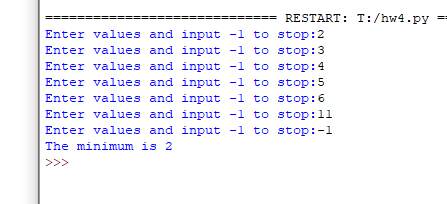 ============================= RESTART: T:/hw4.py ==
Enter values and input -1 to stop:2
Enter values and input -1 to stop:3
Enter values and input -1 to stop:4
Enter values and input -1 to stop:5
Enter values and input -1 to stop:6
Enter values and input -1 to stop:11
Enter values and input -1 to stop:-1
The minimum is 2
>>>